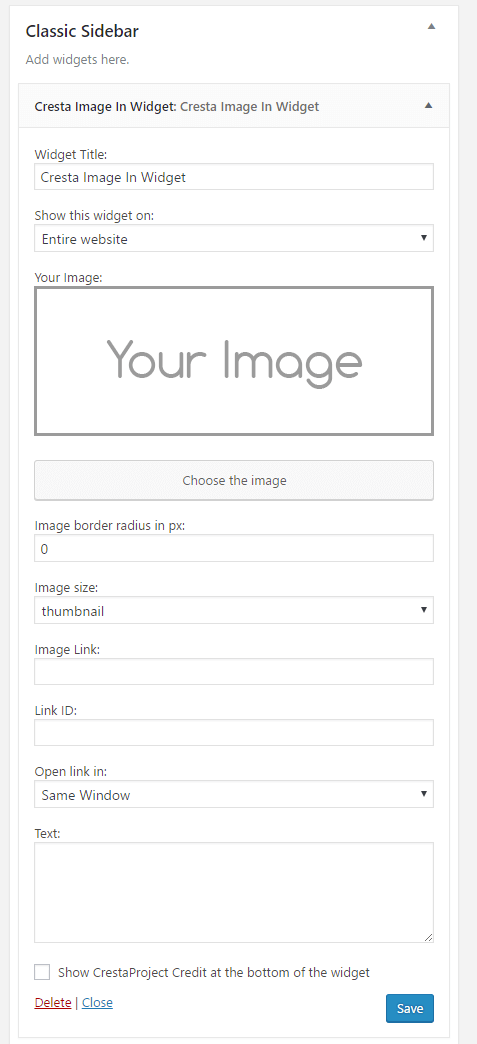 Classic Sidebar
Add widgets here.
Cresta Image In Widget: Cresta Image In Widget
Widget Title:
Cresta Image In Widget
Show this widget on:
Entire website
Your Image:
Your Image
Choose the image
Image border radius in px:
0
Image size:
thumbnail
Image Link:
Link ID:
Open link in:
Same Window
Text:
Show CrestaProject Credit at the bottom of the widget
Delete | Close
Save